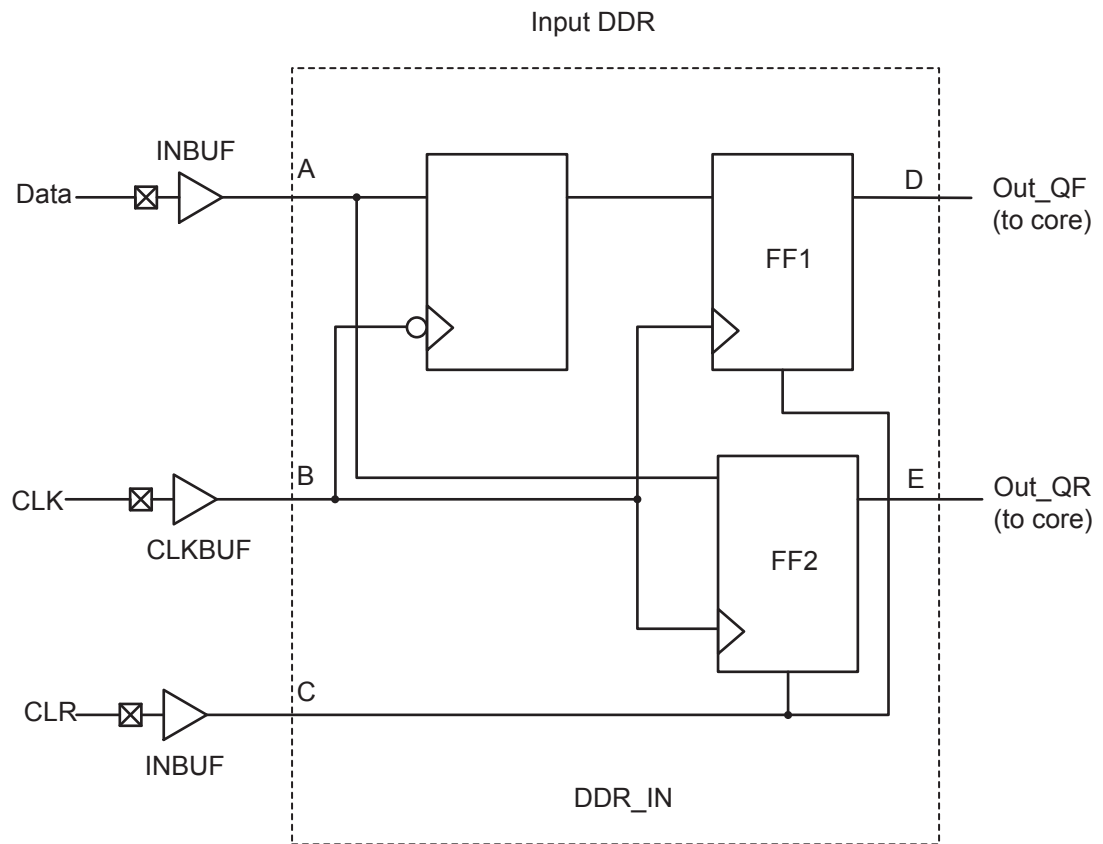 Input DDR
INBUF
A
Data
D
Out_QF
(to core)
FF1
B
CLK
CLKBUF
E
Out_QR
(to core)
FF2
C
CLR
INBUF
DDR_IN